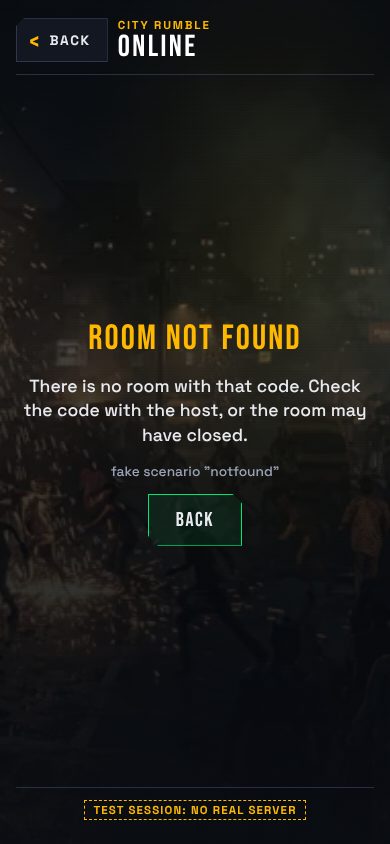 < BACK
CITY RUMBLE
ONLINE
ROOM NOT FOUND
There is no room with that code. Check
the code with the host, or the room may
have closed.
fake scenario "notfound"
BACK
TEST SESSION: NO REAL SERVER